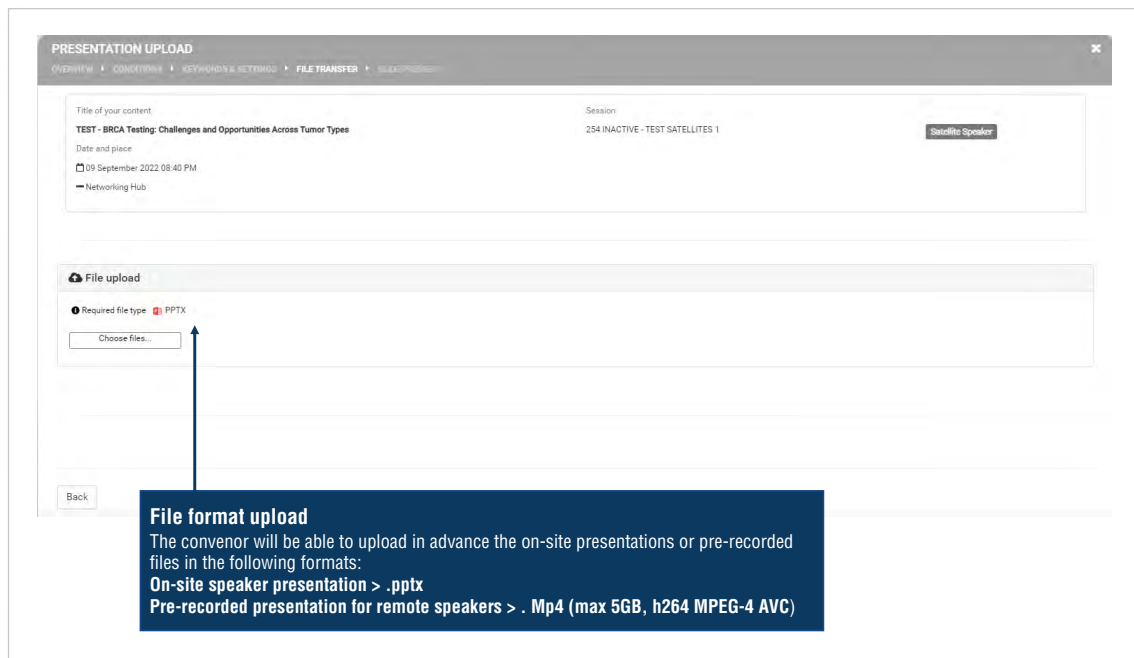 PRESENTATION UPLOAD
OVERVIEW CONDITIONS KEYWORDS & SETTINGS FILE TRANSFER
Title of your content
Session
TEST - BRCA Testing: Challenges and Opportunities Across Tumor Types
254 INACTIVE - TEST SATELLITES 1
Satellite Speaker
Date and place
09 September 2022 08:40 PM
Networking Hub
File upload
Required file type PPTX
Choose files...
Back
File format upload
The convenor will be able to upload in advance the on-site presentations or pre-recorded
files in the following formats:
On-site speaker presentation > .pptx
Pre-recorded presentation for remote speakers > . Mp4 (max 5GB, h264 MPEG-4 AVC)